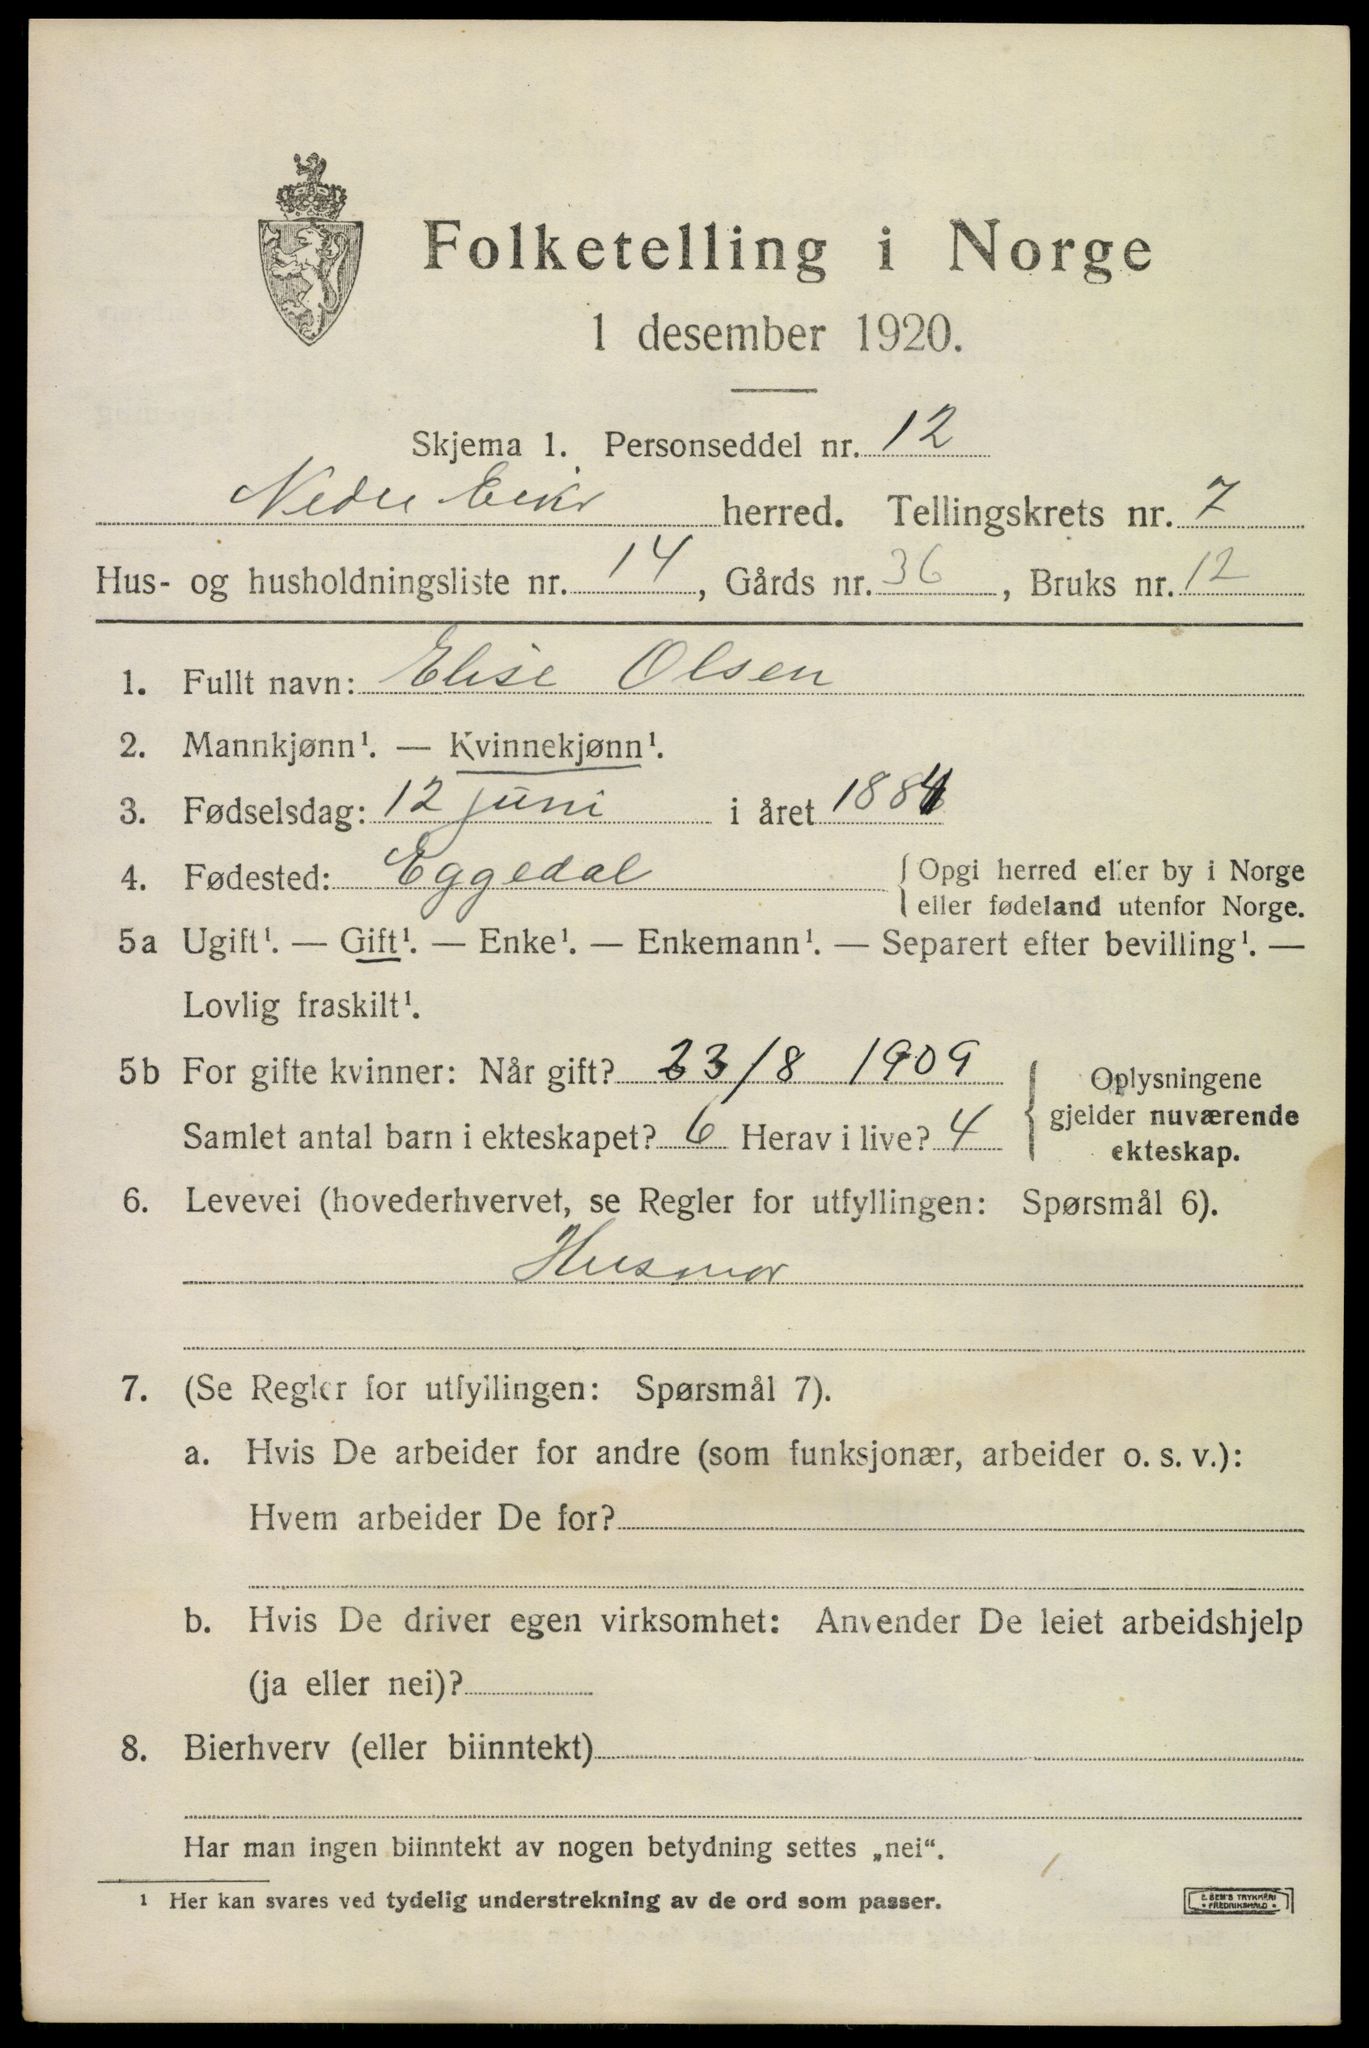 Folketelling i Norge
1 desember 1920.
Skjema 1. Personseddel nr. 12
Nedre Eiker herred. Tellingskrets nr. 7
Hus- og husholdningsliste nr. 14, Gårds nr. 36, Bruks nr. 12
1. Fullt navn: Elise Olsen
2. Mannkjønn¹. — Kvinnekjønn¹.
3. Fødselsdag: 12 juni i året 1884
4. Fødested: Eggedal { Opgi herred eller by i Norge
eller fødeland utenfor Norge.
5a Ugift¹. — Gift¹. — Enke¹. — Enkemann¹. — Separert efter bevilling¹. —
Lovlig fraskilt¹.
5b For gifte kvinner: Når gift? 23/8 1909
Samlet antal barn i ekteskapet? 6 Herav i live? 4
{ Oplysningene
gjelder nuværende
ekteskap.
6. Levevei (hovederhvervet, se Regler for utfyllingen: Spørsmål 6).
Husmor
7. (Se Regler for utfyllingen: Spørsmål 7).
a. Hvis De arbeider for andre (som funksjonær, arbeider o. s. v.):
Hvem arbeider De for?
b. Hvis De driver egen virksomhet: Anvender De leiet arbeidshjelp
(ja eller nei)?
8. Bierhverv (eller biinntekt)
Har man ingen biinntekt av nogen betydning settes „nei“.
¹ Her kan svares ved tydelig understrekning av de ord som passer.
E. SEM'S TRYKKERI
• FREDRIKSHALD •